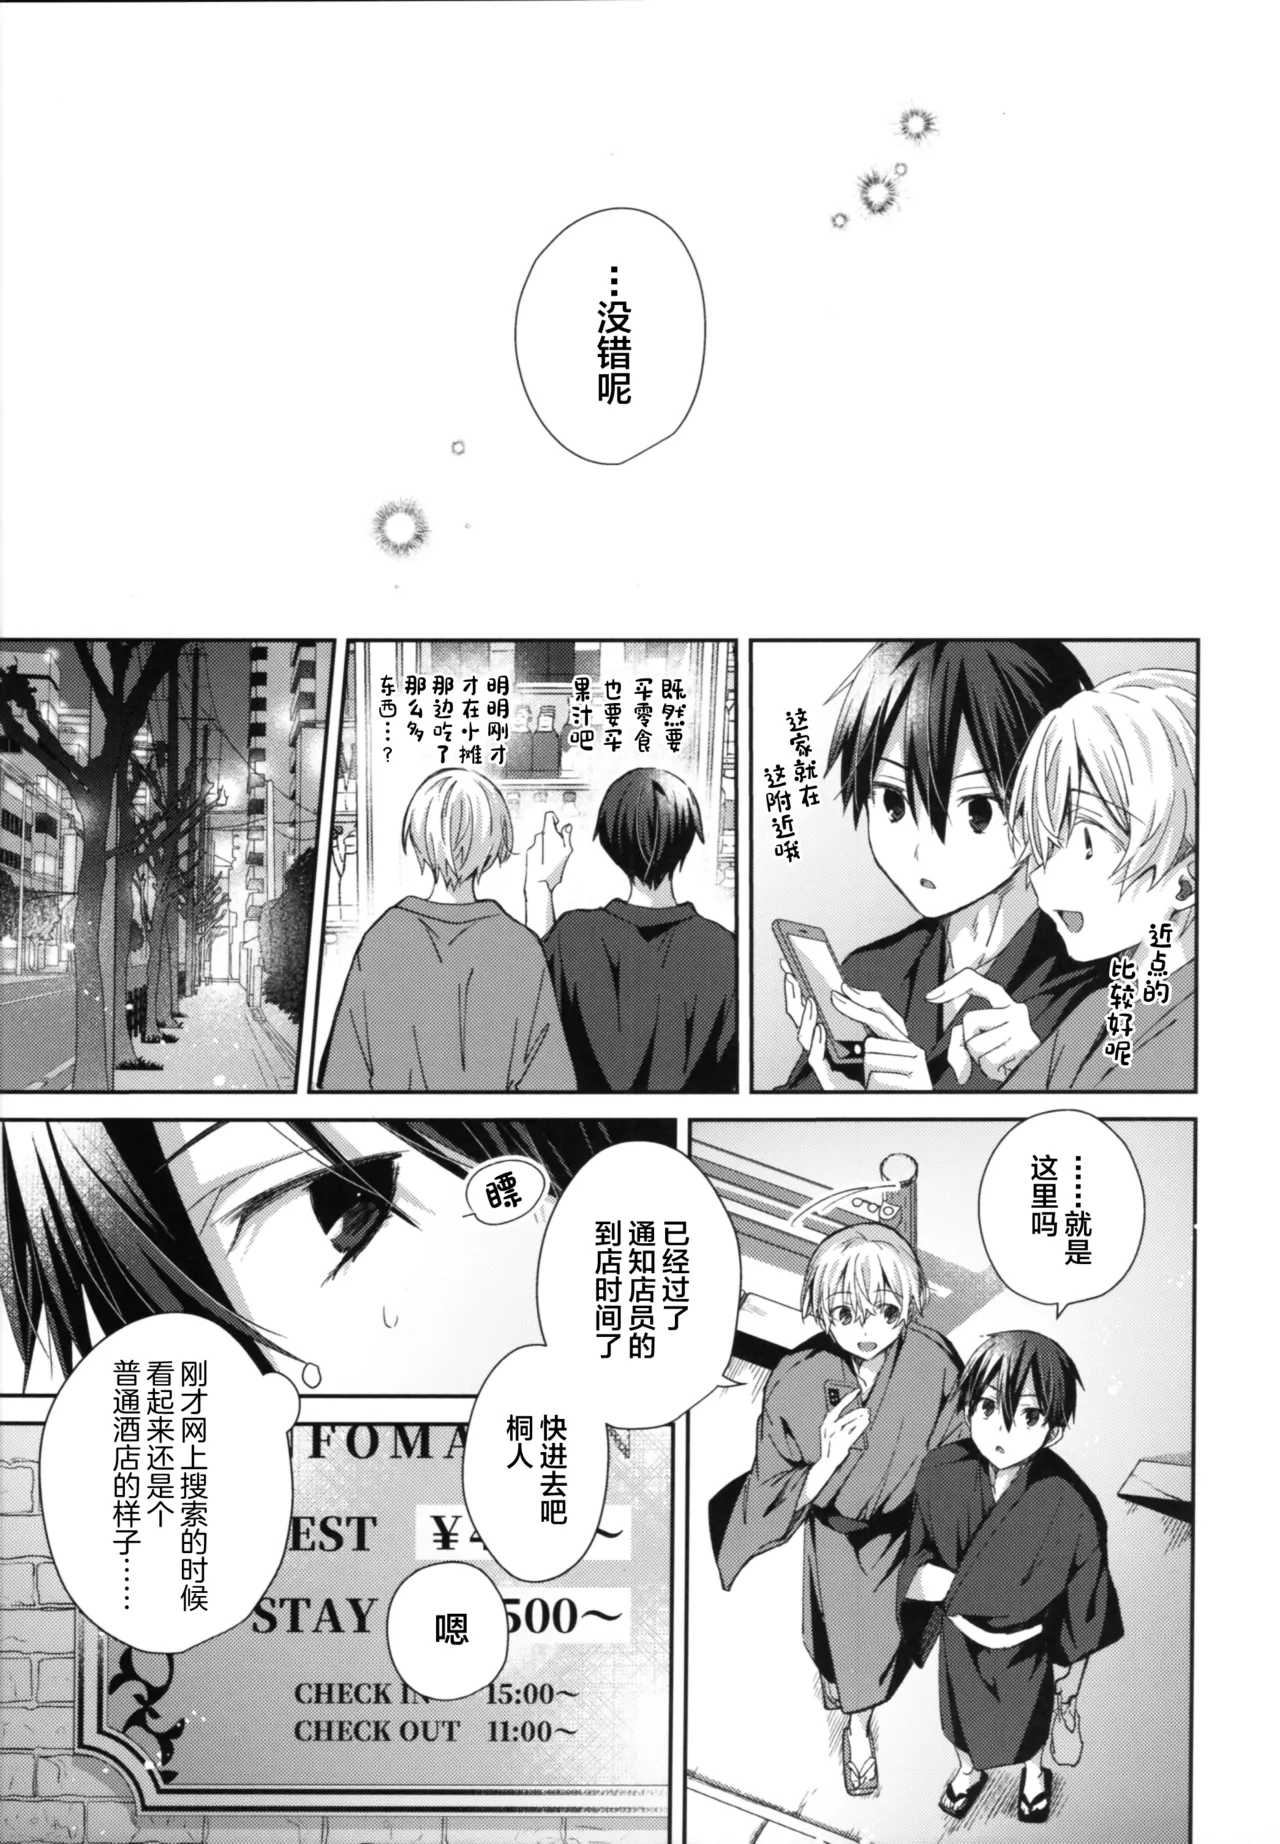 …没错呢
这家就在
这附近哦
近点的
比较好呢
既然要
买零食
也要买
果汁吧
明明刚才
才在小摊
那边吃了
那么多
东西…？
……就是
这里吗
已经过了
通知店员的
到店时间了
快进去吧
桐人
瞟
刚才网上搜索的时候
看起来还是个
普通酒店的样子……
嗯
FOMA
EST ¥4
STAY 500～
CHECK IN 15:00～
CHECK OUT 11:00～